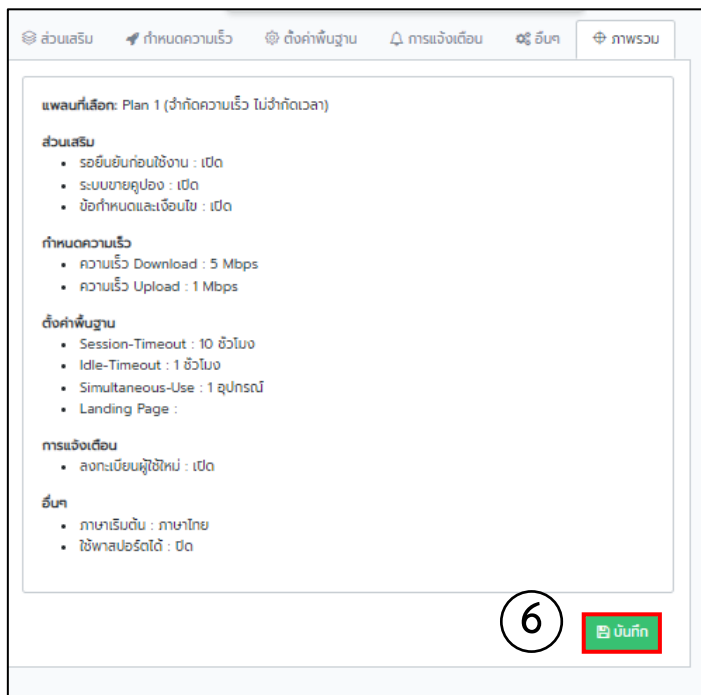 ส่วนเสริม กำหนดความเร็ว ตั้งค่าพื้นฐาน การแจ้งเตือน อื่นๆ ภาพรวม
แพลนที่เลือก: Plan 1 (จำกัดความเร็ว ไม่จำกัดเวลา)
ส่วนเสริม
• รอยืนยันก่อนใช้งาน : เปิด
• ระบบขายคูปอง : เปิด
• ข้อกำหนดและเงื่อนไข : เปิด
กำหนดความเร็ว
• ความเร็ว Download : 5 Mbps
• ความเร็ว Upload : 1 Mbps
ตั้งค่าพื้นฐาน
• Session-Timeout : 10 ชั่วโมง
• Idle-Timeout : 1 ชั่วโมง
• Simultaneous-Use : 1 อุปกรณ์
• Landing Page :
การแจ้งเตือน
• ลงทะเบียนผู้ใช้ใหม่ : เปิด
อื่นๆ
• ภาษาเริ่มต้น : ภาษาไทย
• ใช้พาสปอร์ตได้ : ปิด
6 บันทึก